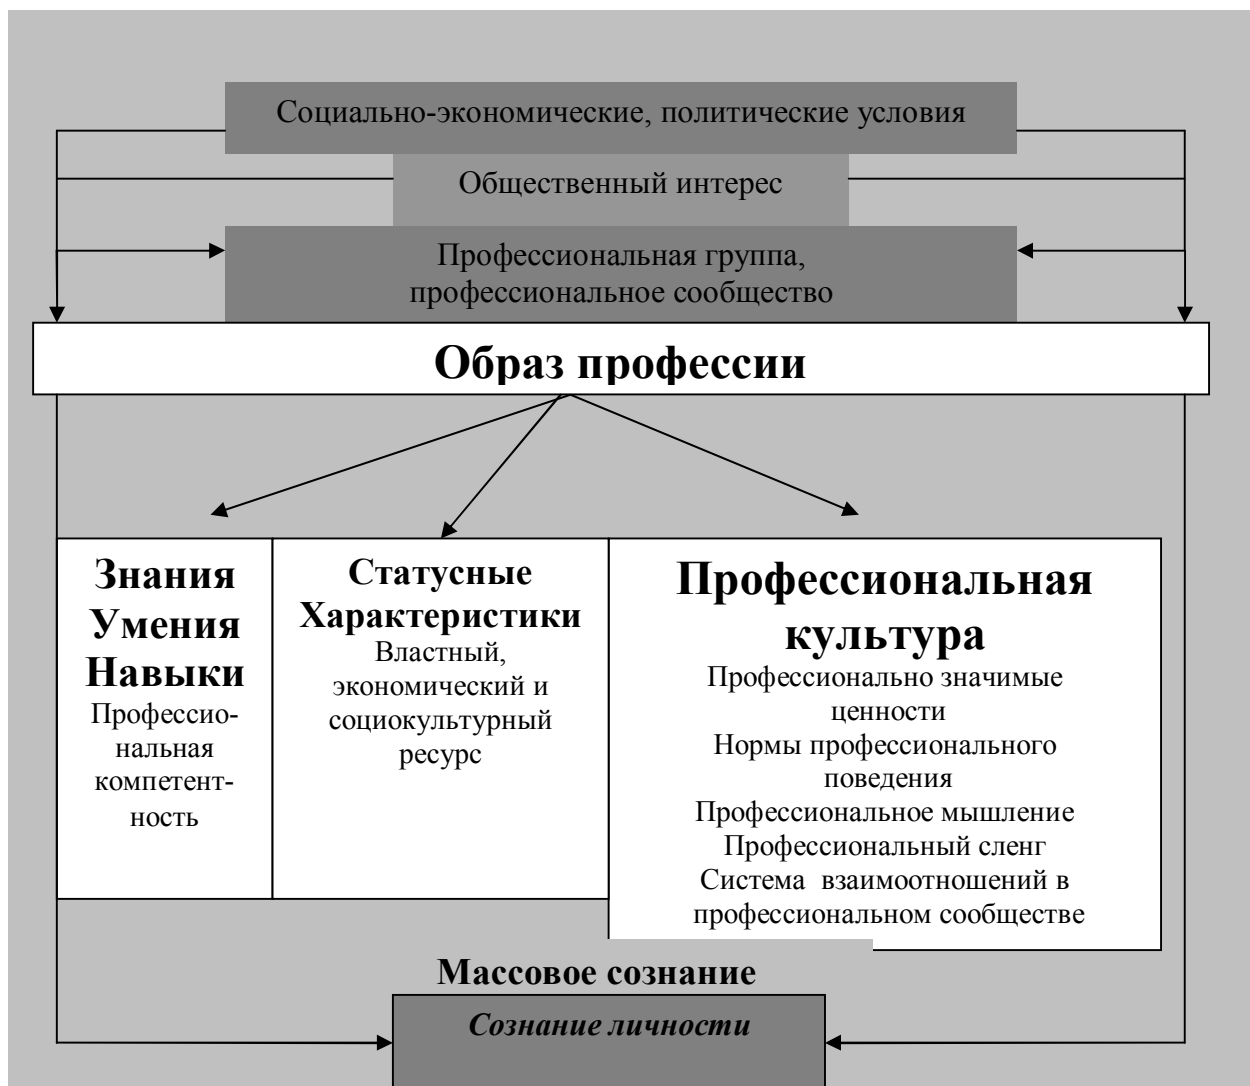 Социально-экономические, политические условия
Общественный интерес
Профессиональная группа,
профессиональное сообщество
Образ профессии
Знания
Умения
Навыки
Профессио-
нальная
компетент-
ность
Статусные
Характеристики
Властный,
экономический и
социокультурный
ресурс
Профессиональная
культура
Профессионально значимые
ценности
Нормы профессионального
поведения
Профессиональное мышление
Профессиональный сленг
Система взаимоотношений в
профессиональном сообществе
Массовое сознание
Сознание личности